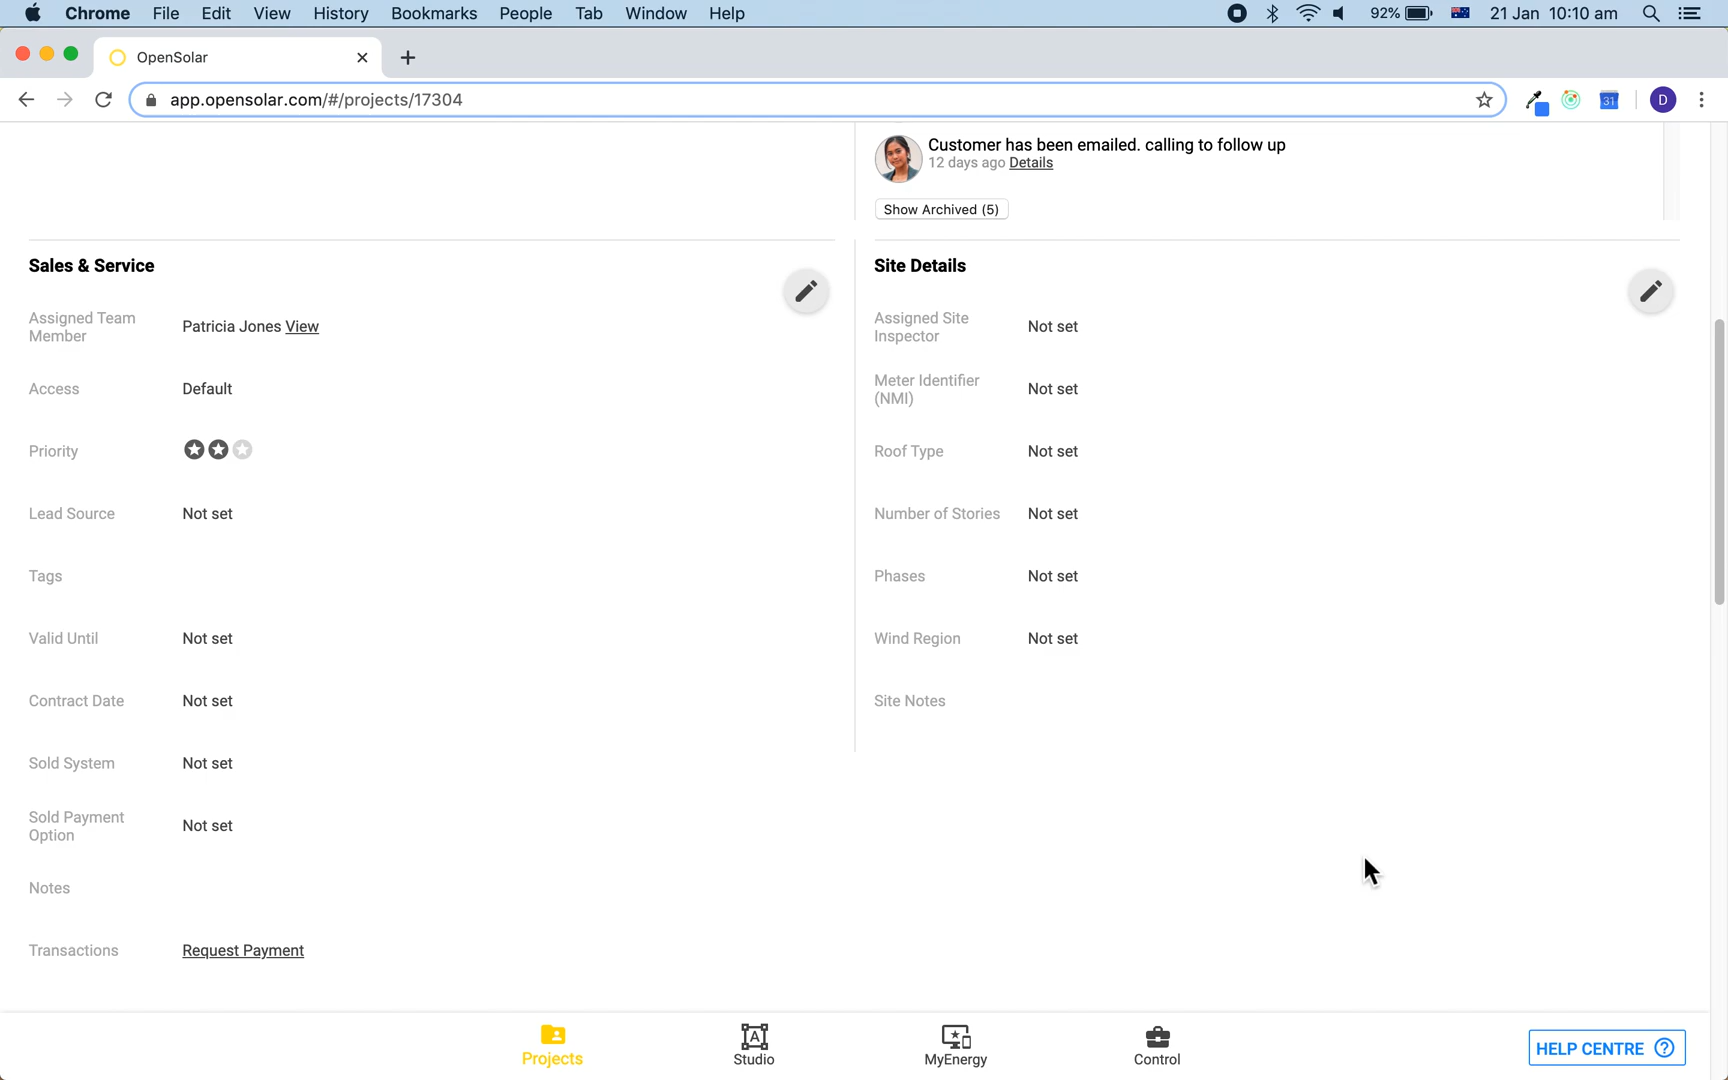 Chrome File Edit View History Bookmarks People Tab Window Help 92% 21 Jan 10:10 am
OpenSolar
app.opensolar.com/#/projects/17304
31
D
Customer has been emailed. calling to follow up
12 days ago Details
Show Archived (5)
Sales & Service
Assigned Team
Member
Patricia Jones View
Access Default
Priority
Lead Source Not set
Tags
Valid Until Not set
Contract Date Not set
Sold System Not set
Sold Payment
Option
Not set
Notes
Transactions Request Payment
Site Details
Assigned Site
Inspector
Not set
Meter Identifier
(NMI)
Not set
Roof Type Not set
Number of Stories Not set
Phases Not set
Wind Region Not set
Site Notes
Projects
A
Studio
MyEnergy
Control
HELP CENTRE ?